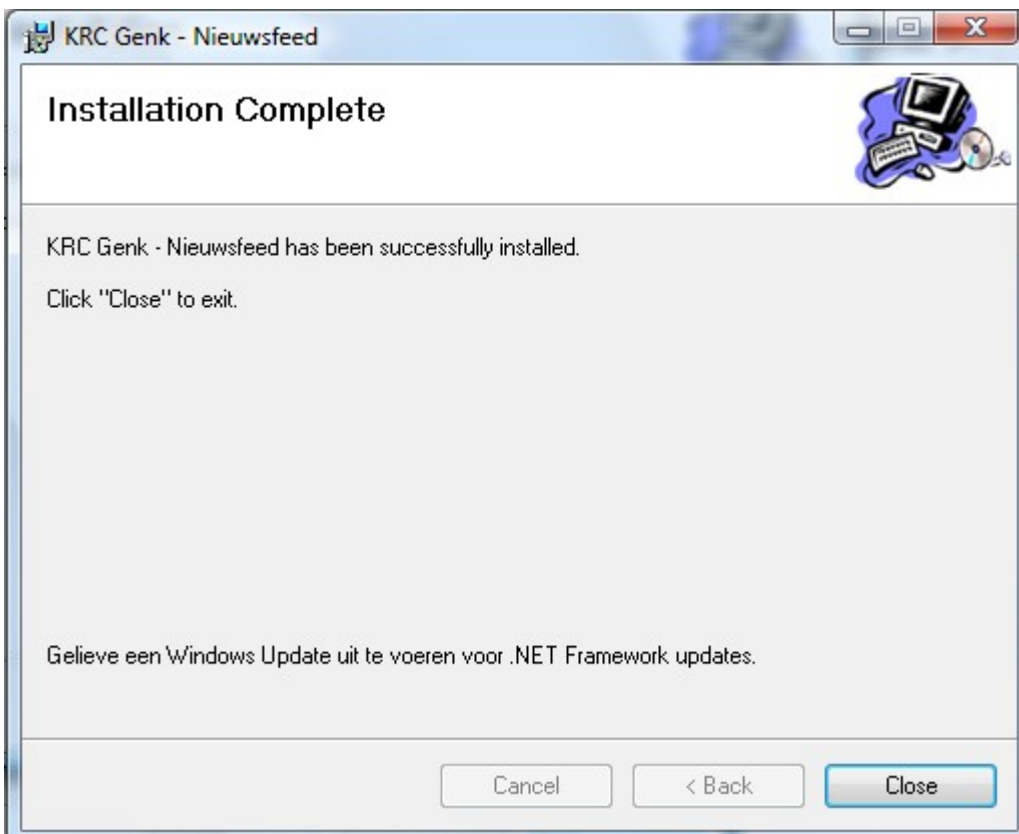 KRC Genk - Nieuwsfeed
Installation Complete
KRC Genk - Nieuwsfeed has been successfully installed.
Click "Close" to exit.
Gelieve een Windows Update uit te voeren voor .NET Framework updates.
Cancel
< Back
Close